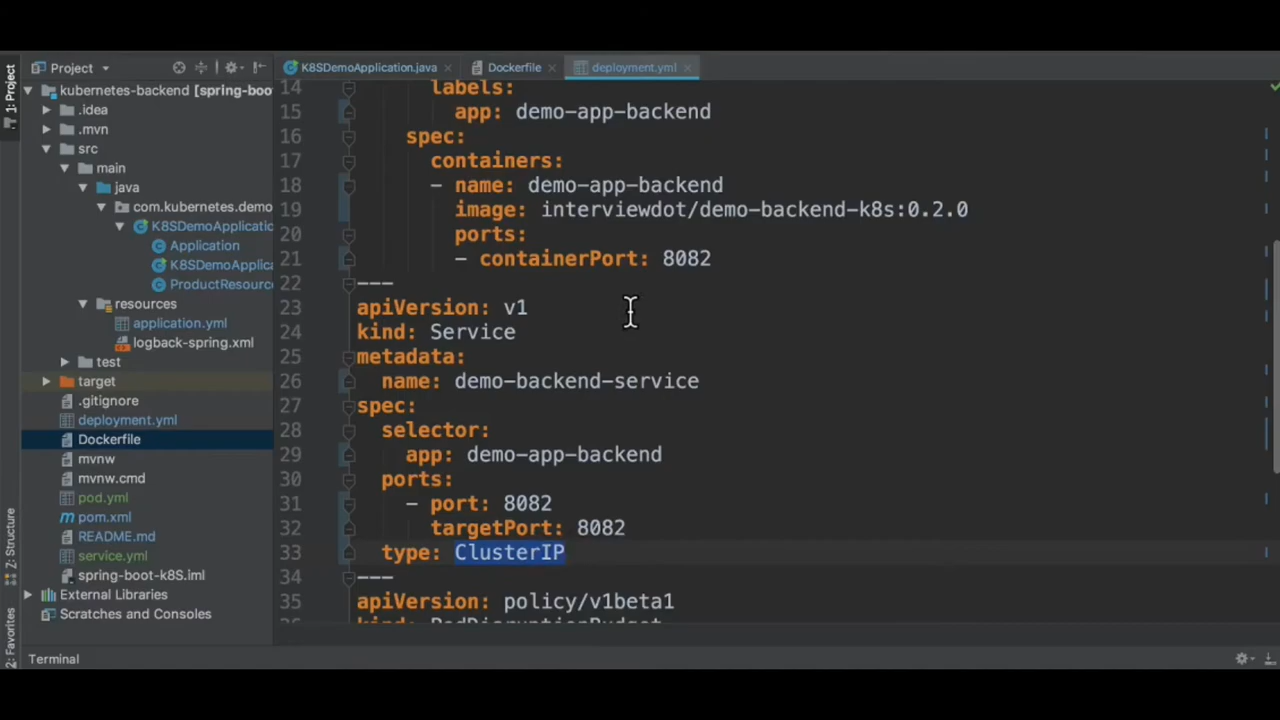 1: Project
Z: Structure
2: Favorites
Project
kubernetes-backend [spring-boo
.idea
.mvn
src
main
java
com.kubernetes.demo
K8SDemoApplicatio
Application
K8SDemoApplica
ProductResource
resources
application.yml
logback-spring.xml
test
target
.gitignore
deployment.yml
Dockerfile
mvnw
mvnw.cmd
pod.yml
pom.xml
README.md
service.yml
spring-boot-k8S.iml
External Libraries
Scratches and Consoles
K8SDemoApplication.java
Dockerfile
deployment.yml
14 labels:
15 app: demo-app-backend
16 spec:
17 containers:
18 - name: demo-app-backend
19 image: interviewdot/demo-backend-k8s:0.2.0
20 ports:
21 - containerPort: 8082
22 ---
23 apiVersion: v1
24 kind: Service
25 metadata:
26 name: demo-backend-service
27 spec:
28 selector:
29 app: demo-app-backend
30 ports:
31 - port: 8082
32 targetPort: 8082
33 type: ClusterIP
34 ---
35 apiVersion: policy/v1beta1
36 kind: PodDisruptionBudget
Terminal